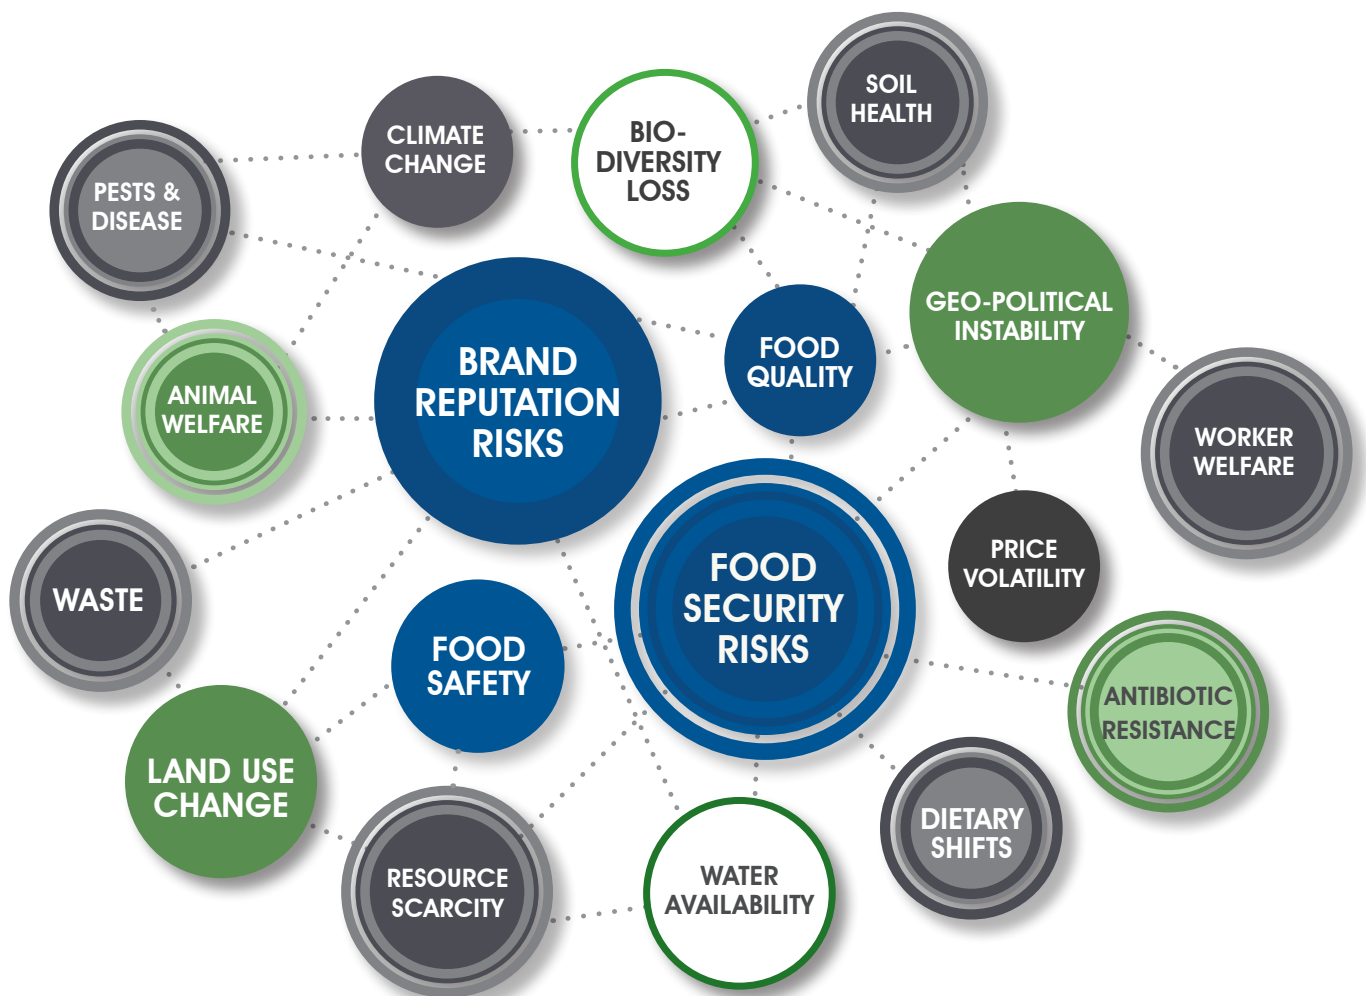 SOIL
HEALTH
CLIMATE
CHANGE
BIO-
DIVERSITY
LOSS
PESTS &
DISEASE
GEO-POLITICAL
INSTABILITY
BRAND
REPUTATION
RISKS
FOOD
QUALITY
ANIMAL
WELFARE
WORKER
WELFARE
PRICE
VOLATILITY
FOOD
SECURITY
RISKS
WASTE
FOOD
SAFETY
ANTIBIOTIC
RESISTANCE
LAND USE
CHANGE
DIETARY
SHIFTS
RESOURCE
SCARCITY
WATER
AVAILABILITY